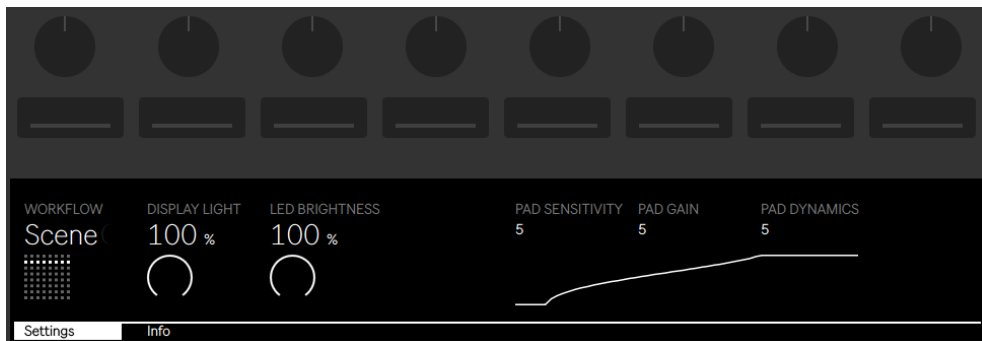 WORKFLOW DISPLAY LIGHT LED BRIGHTNESS PAD SENSITIVITY PAD GAIN PAD DYNAMICS
Scene 100 % 100 % 5 5 5
Settings Info